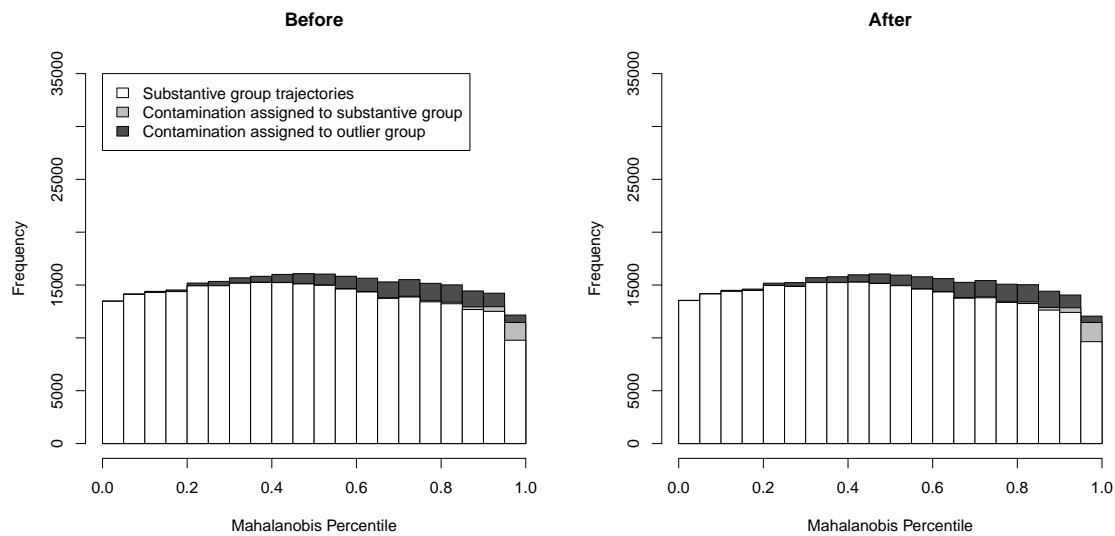 Before
After
35000
25000
15000
5000
0
Frequency
Substantive group trajectories
Contamination assigned to substantive group
Contamination assigned to outlier group
0.0 0.2 0.4 0.6 0.8 1.0
Mahalanobis Percentile
35000
25000
15000
5000
0
Frequency
0.0 0.2 0.4 0.6 0.8 1.0
Mahalanobis Percentile